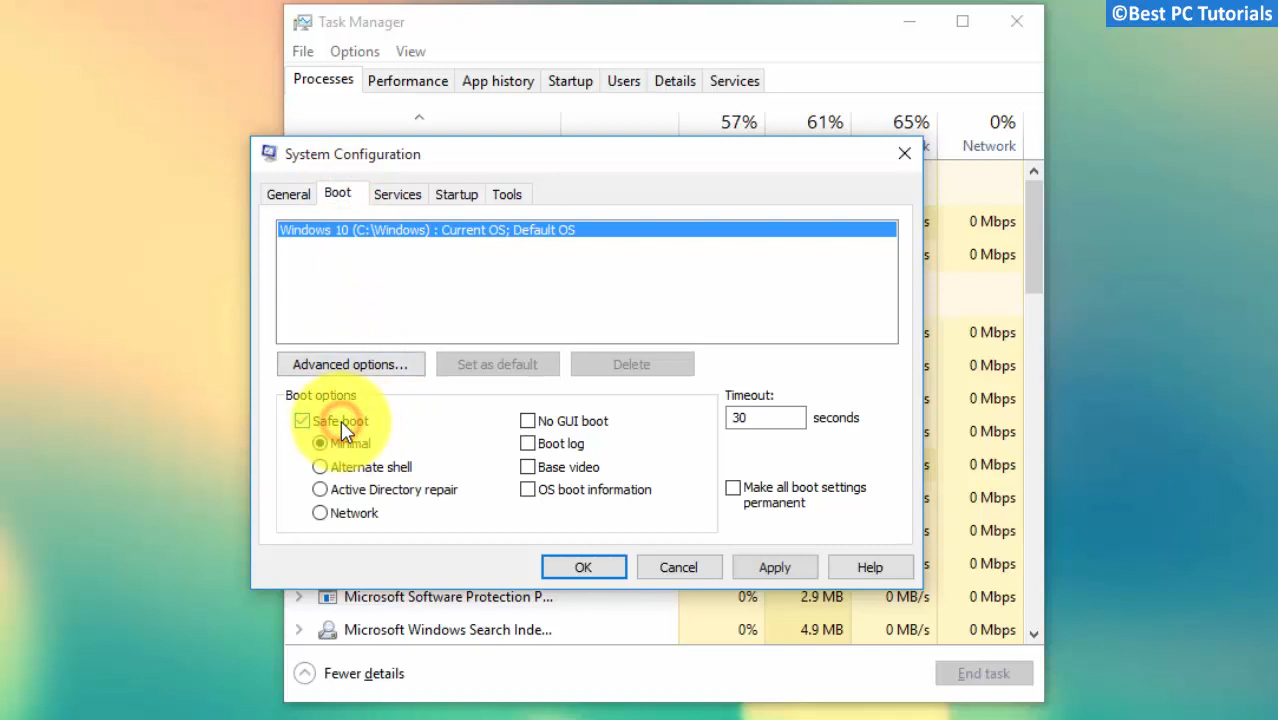 ©Best PC Tutorials
Task Manager
File Options View
Processes Performance App history Startup Users Details Services
57% 61% 65% 0%
Network
System Configuration
General Boot Services Startup Tools
Windows 10 (C:\Windows) : Current OS; Default OS
0 Mbps
0 Mbps
0 Mbps
Advanced options... Set as default Delete
0 Mbps
Boot options Timeout:
0 Mbps
Safe boot No GUI boot 30 seconds
0 Mbps
Minimal Boot log
Alternate shell Base video
0 Mbps
Active Directory repair OS boot information Make all boot settings
permanent
0 Mbps
Network
0 Mbps
OK Cancel Apply Help
0 Mbps
Microsoft Software Protection P... 0% 2.9 MB 0 MB/s 0 Mbps
Microsoft Windows Search Inde... 0% 4.9 MB 0 MB/s 0 Mbps
Fewer details End task